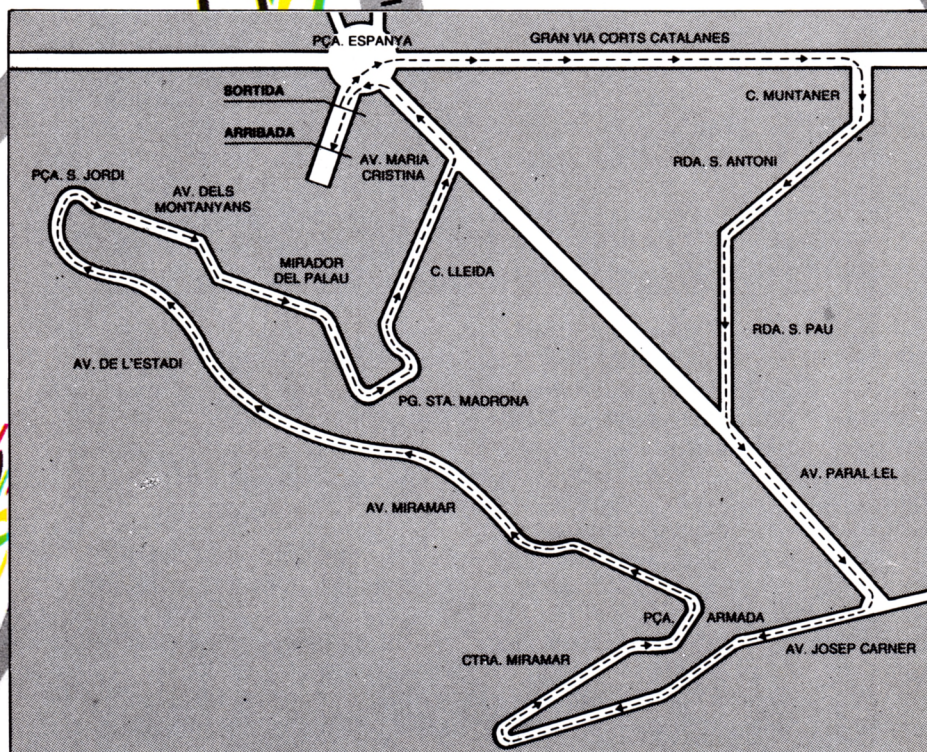 PÇA. ESPANYA
GRAN VIA CORTS CATALANES
SORTIDA
C. MUNTANER
ARRIBADA
AV. MARIA
CRISTINA
RDA. S. ANTONI
PÇA. S. JORDI
AV. DELS
MONTANYANS
MIRADOR
DEL PALAU
C. LLEIDA
RDA. S. PAU
AV. DE L'ESTADI
PG. STA. MADRONA
AV. PARAL·LEL
AV. MIRAMAR
PÇA. ARMADA
AV. JOSEP CARNER
CTRA. MIRAMAR